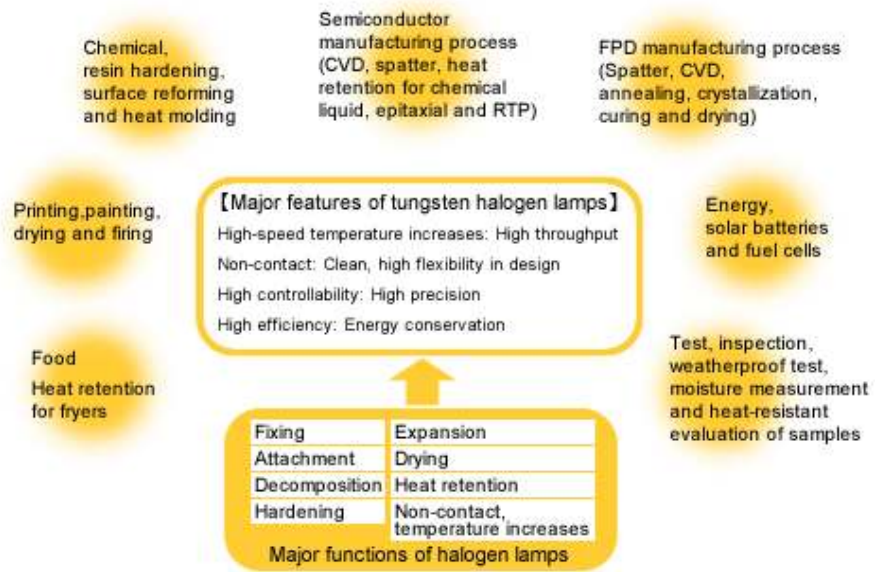 Chemical,
resin hardening,
surface reforming
and heat molding
Semiconductor
manufacturing process
(CVD, spatter, heat
retention for chemical
liquid, epitaxial and RTP)
FPD manufacturing process
(Spatter, CVD,
annealing, crystallization,
curing and drying)
Printing,painting,
drying and firing
【Major features of tungsten halogen lamps】
High-speed temperature increases: High throughput
Non-contact: Clean, high flexibility in design
High controllability: High precision
High efficiency: Energy conservation
Energy,
solar batteries
and fuel cells
Food
Heat retention
for fryers
Test, inspection,
weatherproof test,
moisture measurement
and heat-resistant
evaluation of samples
Fixing
Expansion
Attachment
Drying
Decomposition
Heat retention
Hardening
Non-contact,
temperature increases
Major functions of halogen lamps